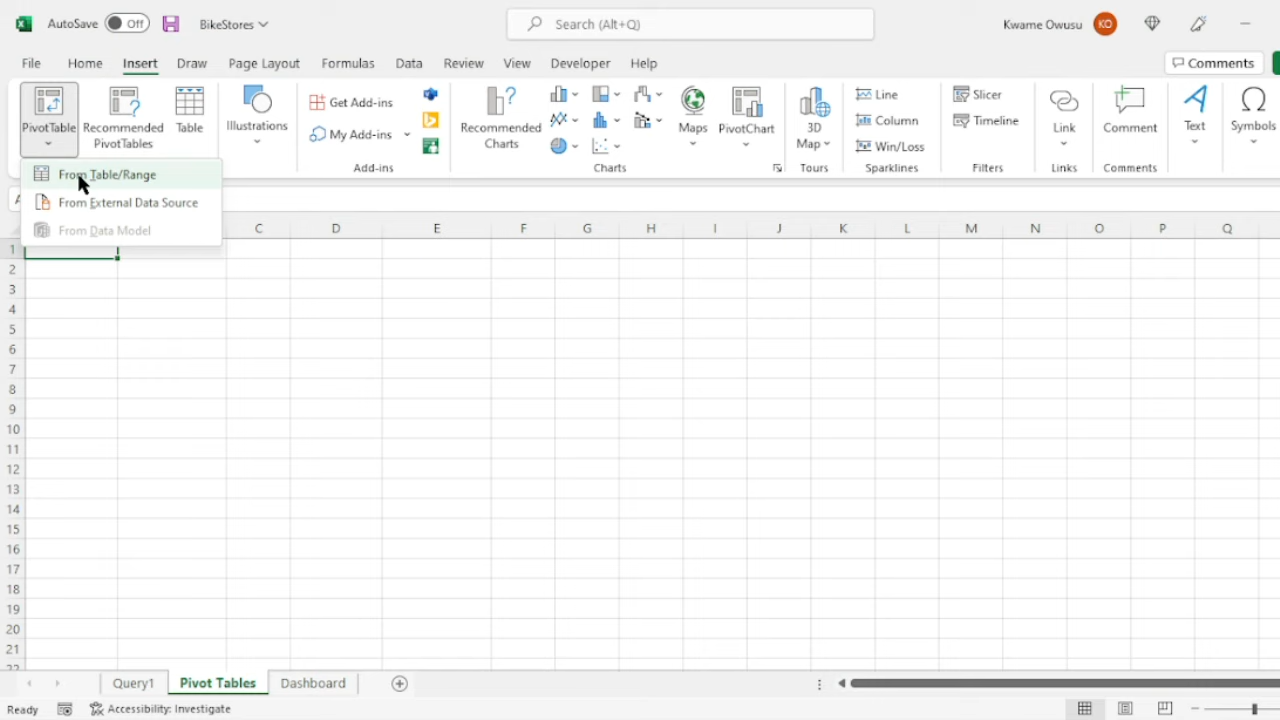 AutoSave Off BikeStores Search (Alt+Q) Kwame Owusu KO
File Home Insert Draw Page Layout Formulas Data Review View Developer Help Comments
PivotTable
Recommended
PivotTables
Table
Illustrations
Get Add-ins
My Add-ins
Add-ins
Recommended
Charts
Maps
PivotChart
Charts
3D
Map
Tours
Line
Column
Win/Loss
Sparklines
Slicer
Timeline
Filters
Link
Links
Comment
Comments
Text
Symbols
From Table/Range
From External Data Source
From Data Model
C D E F G H I J K L M N O P Q
1
2
3
4
5
6
7
8
9
10
11
12
13
14
15
16
17
18
19
20
21
22
Query1 Pivot Tables Dashboard
Ready Accessibility: Investigate